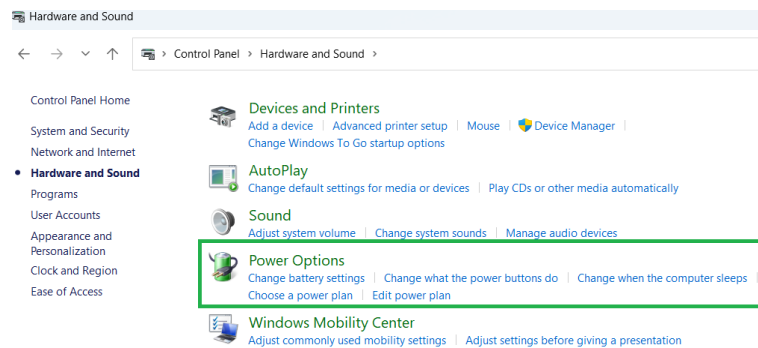 Hardware and Sound
Control Panel > Hardware and Sound >
Control Panel Home
System and Security
Network and Internet
Hardware and Sound
Programs
User Accounts
Appearance and
Personalization
Clock and Region
Ease of Access
Devices and Printers
Add a device | Advanced printer setup | Mouse | Device Manager |
Change Windows To Go startup options
AutoPlay
Change default settings for media or devices | Play CDs or other media automatically
Sound
Adjust system volume | Change system sounds | Manage audio devices
Power Options
Change battery settings | Change what the power buttons do | Change when the computer sleeps |
Choose a power plan | Edit power plan
Windows Mobility Center
Adjust commonly used mobility settings | Adjust settings before giving a presentation